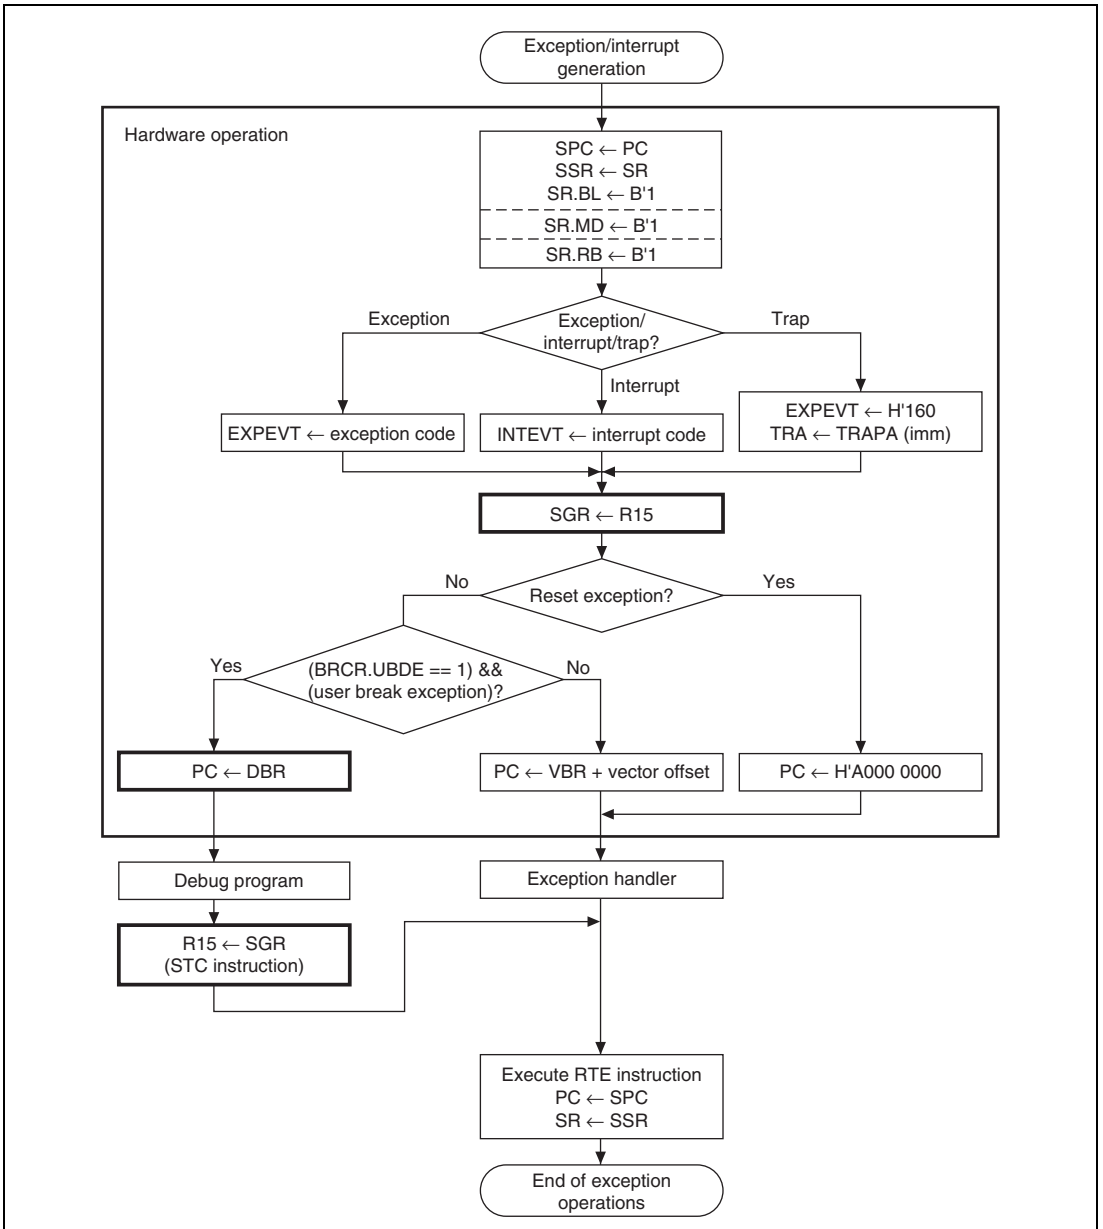 Exception/interrupt
generation
Hardware operation
SPC ← PC
SSR ← SR
SR.BL ← B'1
SR.MD ← B'1
SR.RB ← B'1
Exception
Exception/
interrupt/trap?
Trap
Interrupt
EXPEVT ← exception code
INTEVT ← interrupt code
EXPEVT ← H'160
TRA ← TRAPA (imm)
SGR ← R15
No
Reset exception?
Yes
Yes
(BRCR.UBDE == 1) &&
(user break exception)?
No
PC ← DBR
PC ← VBR + vector offset
PC ← H'A000 0000
Debug program
Exception handler
R15 ← SGR
(STC instruction)
Execute RTE instruction
PC ← SPC
SR ← SSR
End of exception
operations